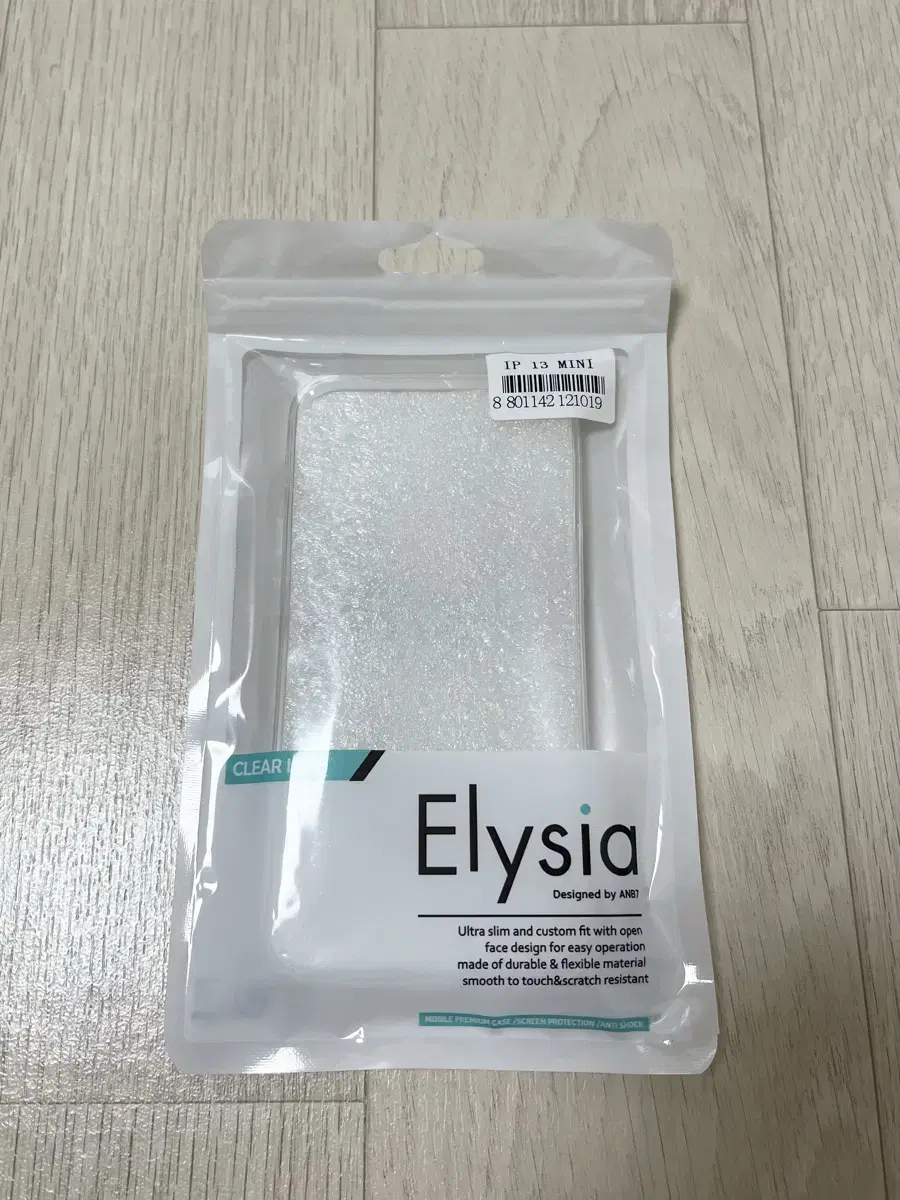 IP 13 MINI
8 801142 121019
CLEAR
Elysia
Designed by ANB7
Ultra slim and custom fit with open
face design for easy operation
made of durable & flexible material
smooth to touch&scratch resistant
MOBILE PREMIUM CASE /SCREEN PROTECTION /ANTI SHOCK